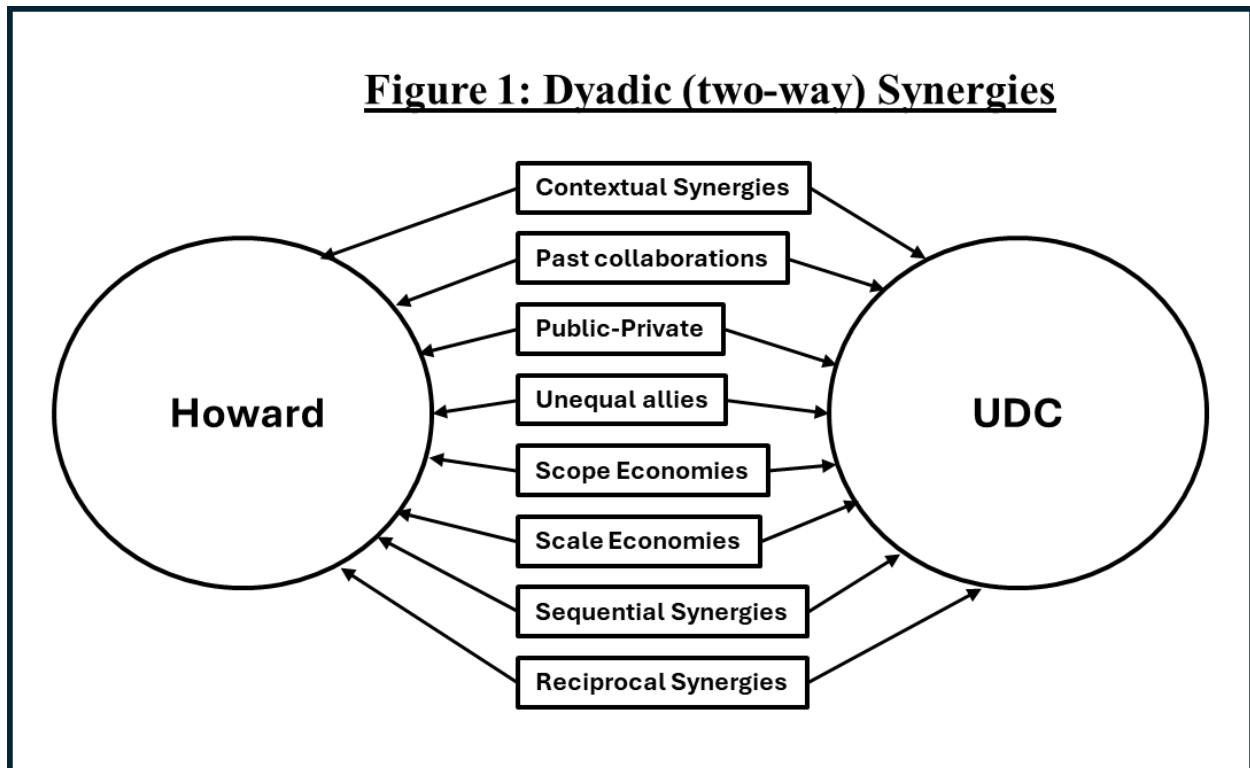 Figure 1: Dyadic (two-way) Synergies
Contextual Synergies
Past collaborations
Public-Private
Unequal allies
Howard
UDC
Scope Economies
Scale Economies
Sequential Synergies
Reciprocal Synergies